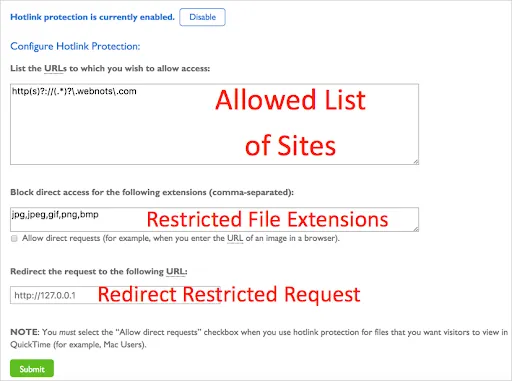 Hotlink protection is currently enabled. Disable
Configure Hotlink Protection:
List the URLs to which you wish to allow access:
http(s)?://(.*)?\.webnots\.com
Allowed List
of Sites
Block direct access for the following extensions (comma-separated):
jpg,jpeg,gif,png,bmp
Restricted File Extensions
Allow direct requests (for example, when you enter the URL of an image in a browser).
Redirect the request to the following URL:
http://127.0.0.1
Redirect Restricted Request
NOTE: You must select the “Allow direct requests” checkbox when you use hotlink protection for files that you want visitors to view in
QuickTime (for example, Mac Users).
Submit